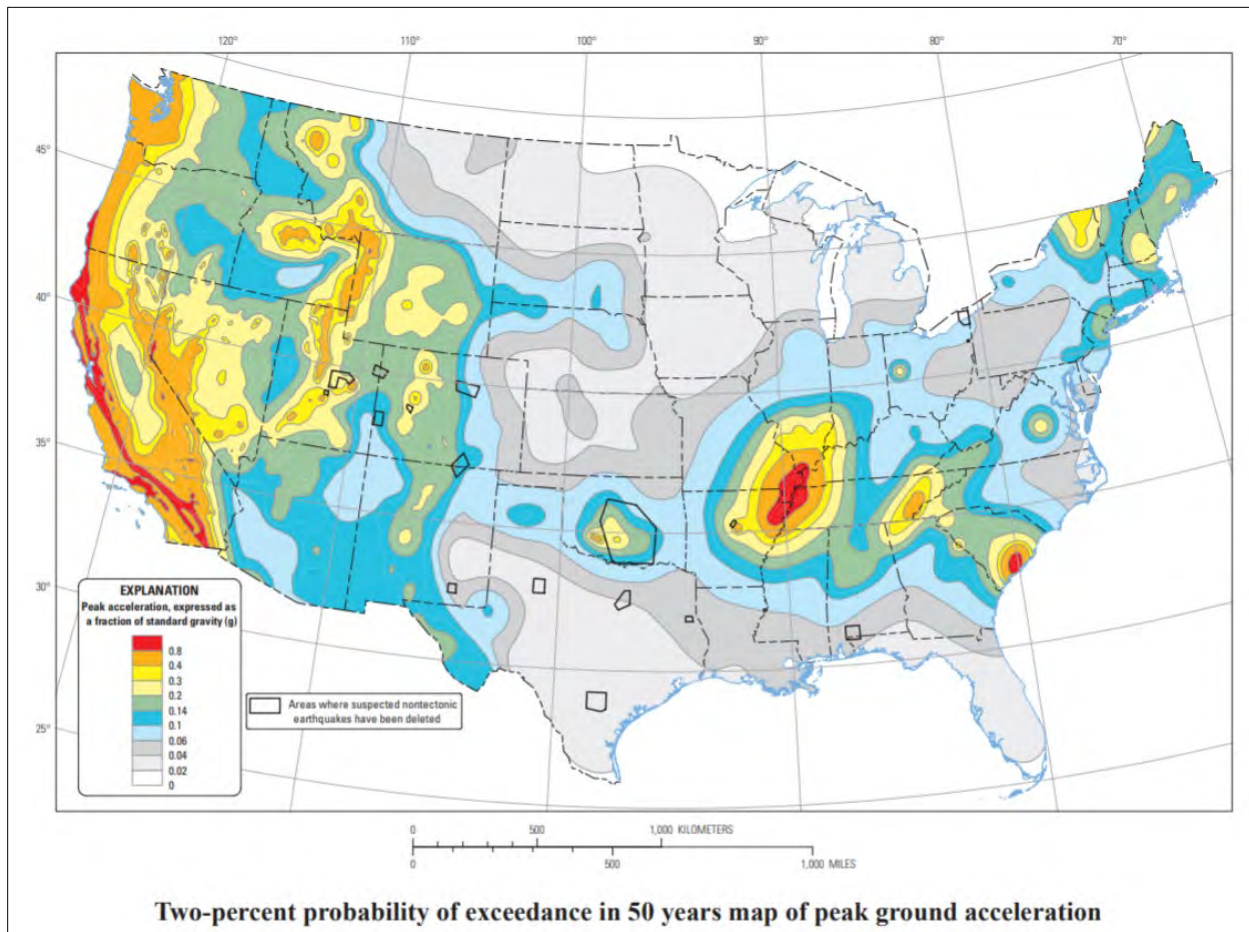 120°
110°
100°
90°
80°
70°
45°
40°
35°
30°
25°
EXPLANATION
Peak acceleration, expressed as
a fraction of standard gravity (g)
0.8
0.4
0.3
0.2
0.14
0.1
0.06
0.04
0.02
0
Areas where suspected nontectonic
earthquakes have been deleted
0 500 1,000 KILOMETERS
0 500 1,000 MILES
Two-percent probability of exceedance in 50 years map of peak ground acceleration